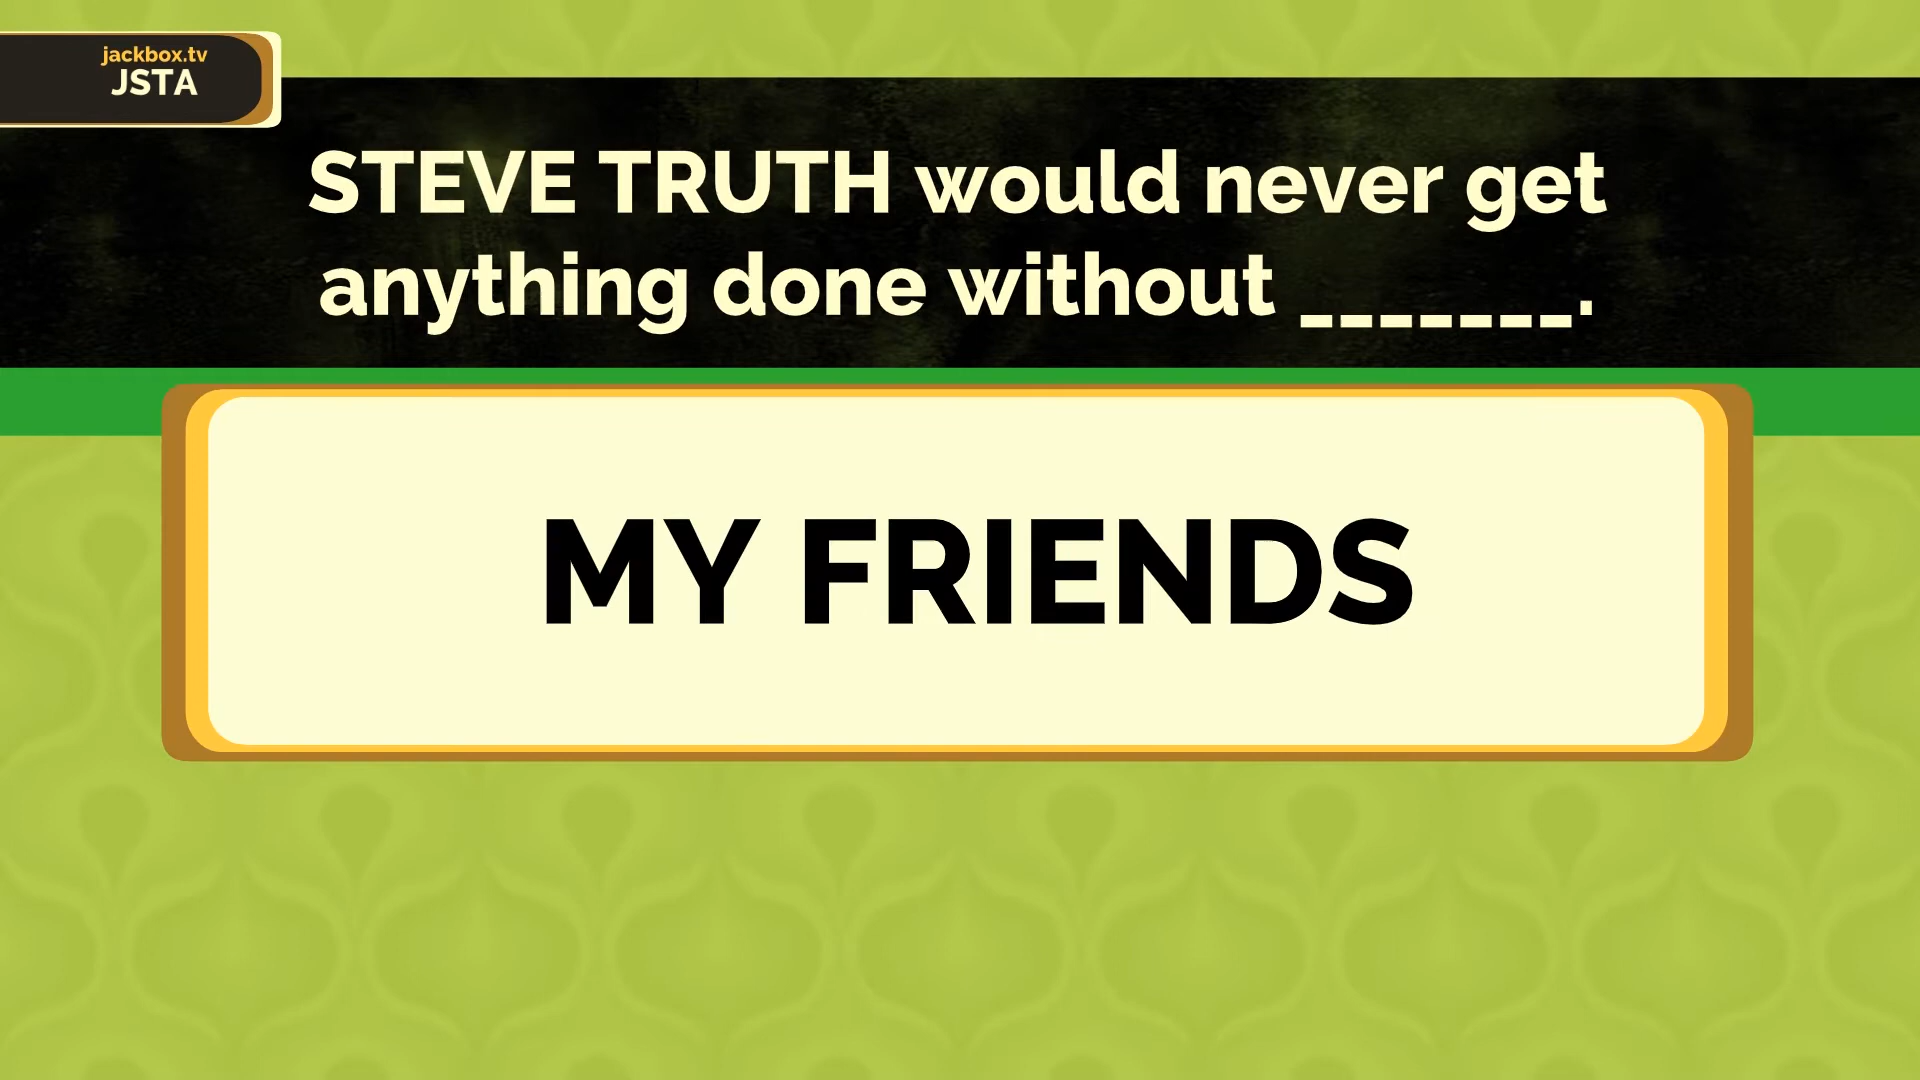 jackbox.tv
JSTA
STEVE TRUTH would never get
anything done without _______.
MY FRIENDS